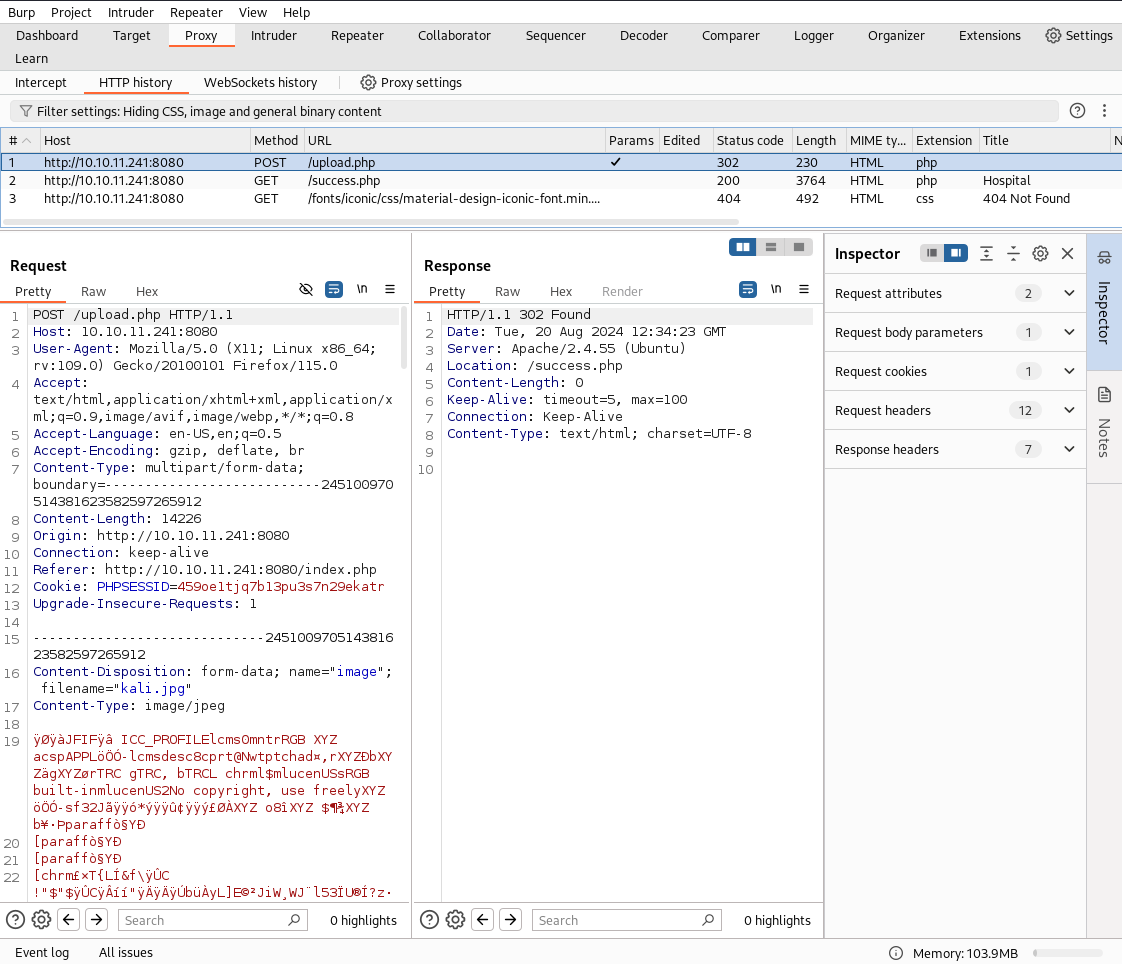 Burp Project Intruder Repeater View Help
Dashboard Target Proxy Intruder Repeater Collaborator Sequencer Decoder Comparer Logger Organizer Extensions Settings
Learn
Intercept HTTP history WebSockets history Proxy settings
Filter settings: Hiding CSS, image and general binary content
# Host Method URL Params Edited Status code Length MIME ty... Extension Title N
1 http://10.10.11.241:8080 POST /upload.php ✓ 302 230 HTML php
2 http://10.10.11.241:8080 GET /success.php 200 3764 HTML php Hospital
3 http://10.10.11.241:8080 GET /fonts/iconic/css/material-design-iconic-font.min.... 404 492 HTML css 404 Not Found
Request
Pretty Raw Hex \n
1 POST /upload.php HTTP/1.1
2 Host: 10.10.11.241:8080
3 User-Agent: Mozilla/5.0 (X11; Linux x86_64;
rv:109.0) Gecko/20100101 Firefox/115.0
4 Accept:
text/html,application/xhtml+xml,application/x
ml;q=0.9,image/avif,image/webp,*/*;q=0.8
5 Accept-Language: en-US,en;q=0.5
6 Accept-Encoding: gzip, deflate, br
7 Content-Type: multipart/form-data;
boundary=---------------------------245100970
51438162358259726​5912
8 Content-Length: 14226
9 Origin: http://10.10.11.241:8080
10 Connection: keep-alive
11 Referer: http://10.10.11.241:8080/index.php
12 Cookie: PHPSESSID=459oe1tjq7b13pu3s7n29ekatr
13 Upgrade-Insecure-Requests: 1
14
15 -----------------------------2451009705143816
23582597265912
16 Content-Disposition: form-data; name="image";
filename="kali.jpg"
17 Content-Type: image/jpeg
18
19 ÿØÿàJFIFÿâ ICC_PROFILElcms0mntrRGB XYZ
acspAPPLöÖÓ-lcmsdesc8cprt@Nwtptchad¤,rXYZÐbXY
ZägXYZørTRC gTRC, bTRCL chrml$mlucenUSsRGB
built-inmlucenUS2No copyright, use freelyXYZ
öÖÓ-sf32Jãÿÿó*ýÿÿû¢ÿÿý£ØÀXYZ o8îXYZ $¶¾XYZ
b¥·Þparaffò§YÐ
20 [paraffò§YÐ
21 [paraffò§YÐ
22 [chrm£×T{LÍ&f\ÿÛC
!"$"$ÿÛCÿÂíí"ÿÄÿÄÿÚbüÀyL]E©²JiW¸WJ¨l53ÏU®Í?z·
Search 0 highlights
Response
Pretty Raw Hex Render \n
1 HTTP/1.1 302 Found
2 Date: Tue, 20 Aug 2024 12:34:23 GMT
3 Server: Apache/2.4.55 (Ubuntu)
4 Location: /success.php
5 Content-Length: 0
6 Keep-Alive: timeout=5, max=100
7 Connection: Keep-Alive
8 Content-Type: text/html; charset=UTF-8
9
10
Search 0 highlights
Inspector
Request attributes 2
Request body parameters 1
Request cookies 1
Request headers 12
Response headers 7
Inspector
Notes
Event log All issues Memory: 103.9MB